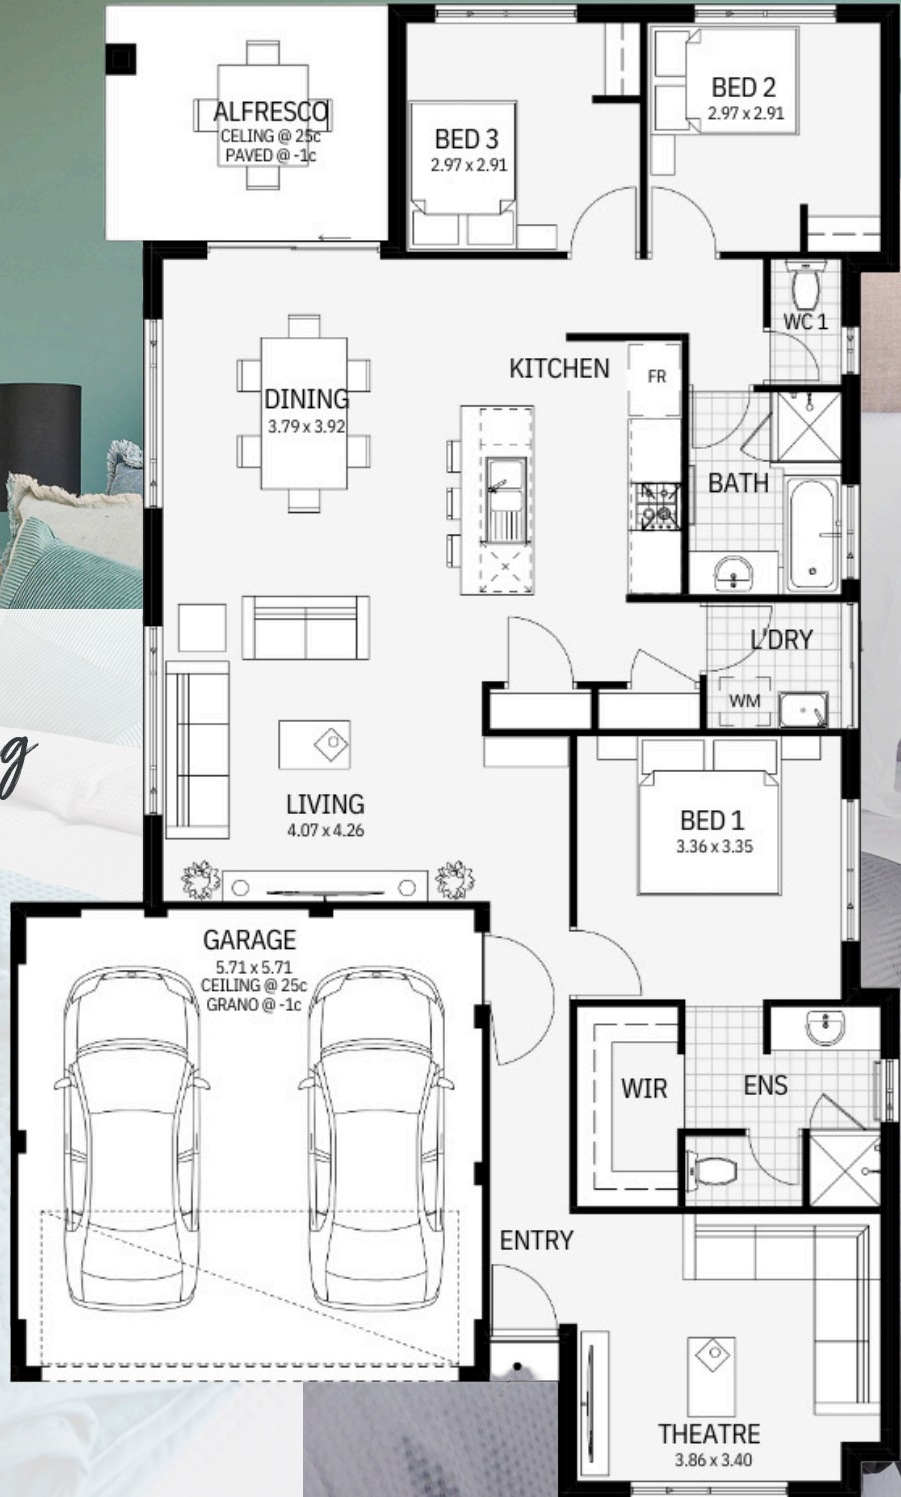 ALFRESCO
CELING @ 25c
PAVED @ -1c
BED 3
2.97 x 2.91
BED 2
2.97 x 2.91
WC 1
KITCHEN
FR
DINING
3.79 x 3.92
BATH
L'DRY
WM
g
LIVING
4.07 x 4.26
BED 1
3.36 x 3.35
GARAGE
5.71 x 5.71
CEILING @ 25c
GRANO @ -1c
WIR
ENS
ENTRY
THEATRE
3.86 x 3.40